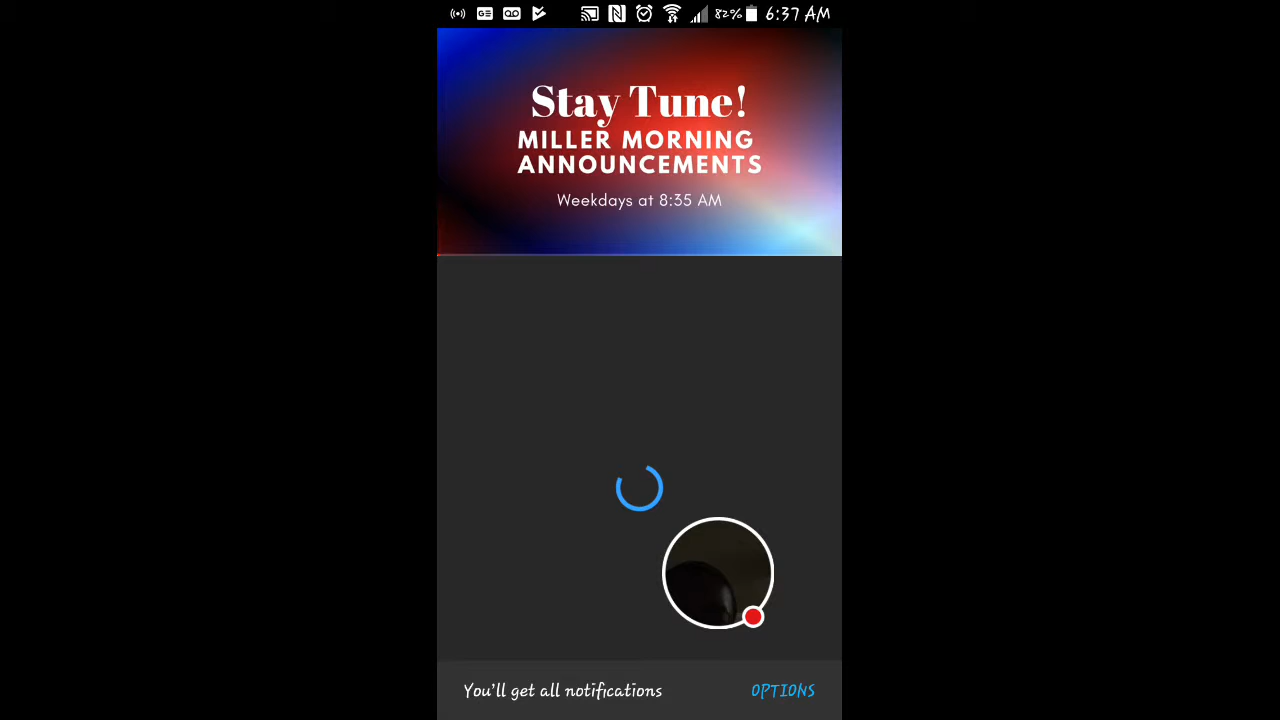 82% 6:37 AM
Stay Tune!
MILLER MORNING
ANNOUNCEMENTS
Weekdays at 8:35 AM
You'll get all notifications OPTIONS